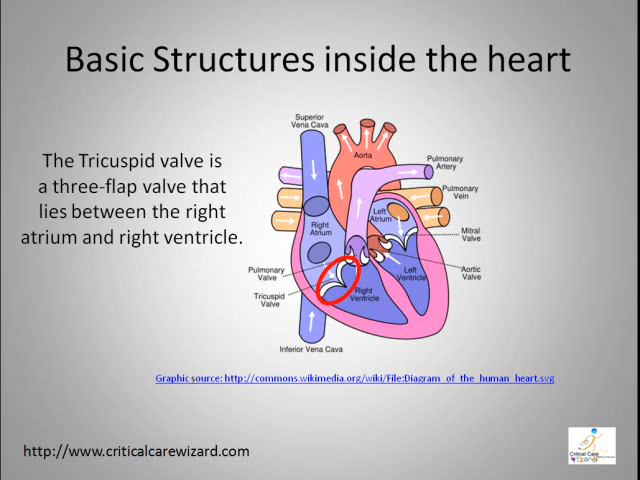 Basic Structures inside the heart
The Tricuspid valve is
a three-flap valve that
lies between the right
atrium and right ventricle.
Superior
Vena Cava
Aorta
Pulmonary
Artery
Pulmonary
Vein
Left
Atrium
Right
Atrium
Mitral
Valve
Pulmonary
Valve
Aortic
Valve
Left
Ventricle
Tricuspid
Valve
Right
Ventricle
Inferior Vena Cava
Graphic source: http://commons.wikimedia.org/wiki/File:Diagram_of_the_human_heart.svg
http://www.criticalcarewizard.com
Critical Care